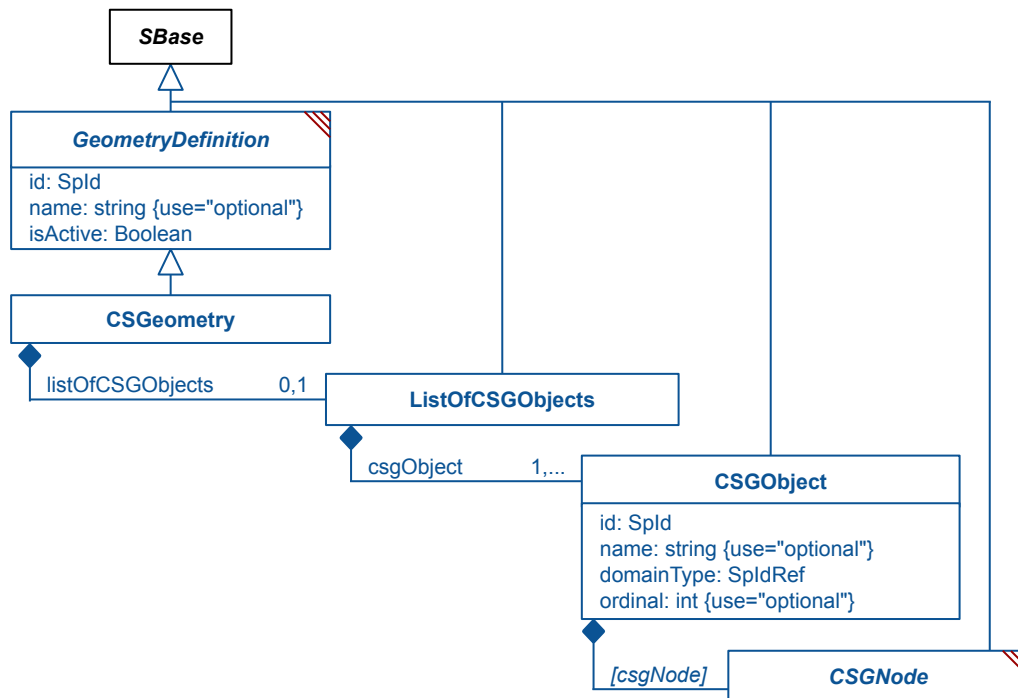 SBase
GeometryDefinition
id: SpId
name: string {use="optional"}
isActive: Boolean
CSGeometry
listOfCSGObjects 0,1
ListOfCSGObjects
csgObject 1,...
CSGObject
id: SpId
name: string {use="optional"}
domainType: SpIdRef
ordinal: int {use="optional"}
[csgNode]
CSGNode